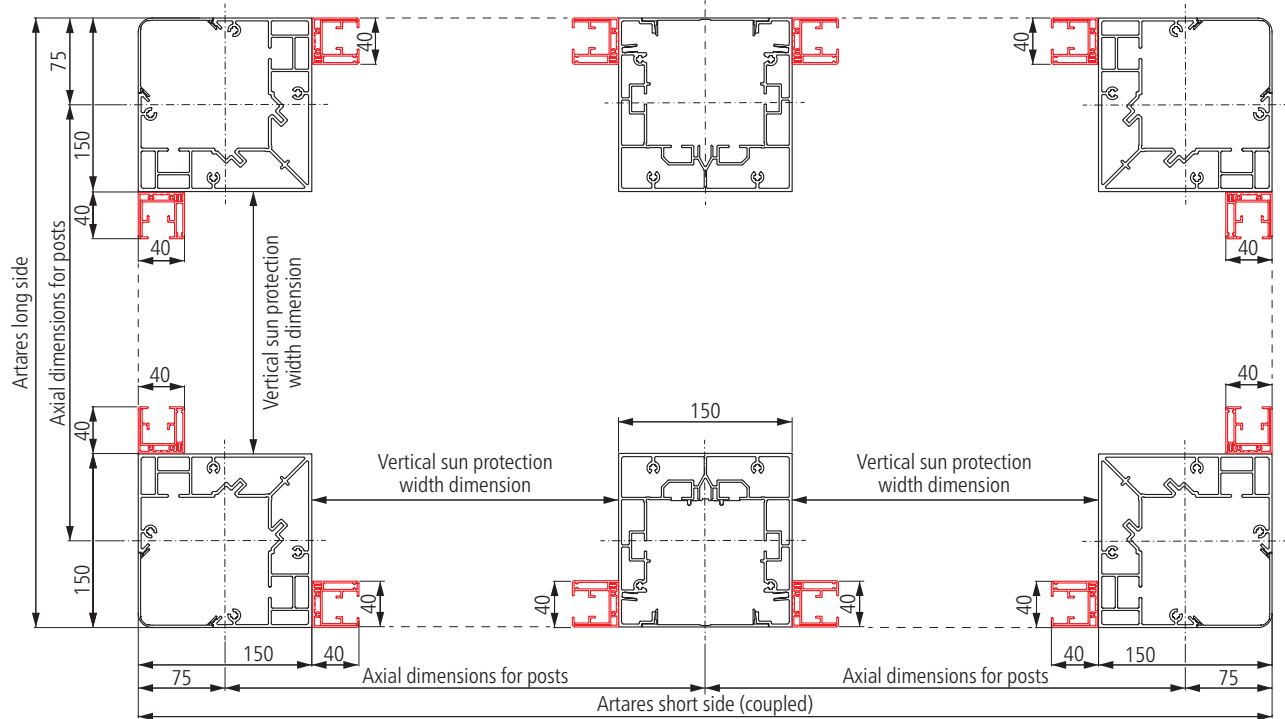 75
150
40
40
40
40
40
40
Artares long side
Axial dimensions for posts
Vertical sun protection
width dimension
40
40
40
40
150
Vertical sun protection
width dimension
Vertical sun protection
width dimension
150
40
40
40
40
150
40
40
150
75
Axial dimensions for posts
Axial dimensions for posts
75
Artares short side (coupled)